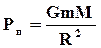 Pₙ = GmM / R²